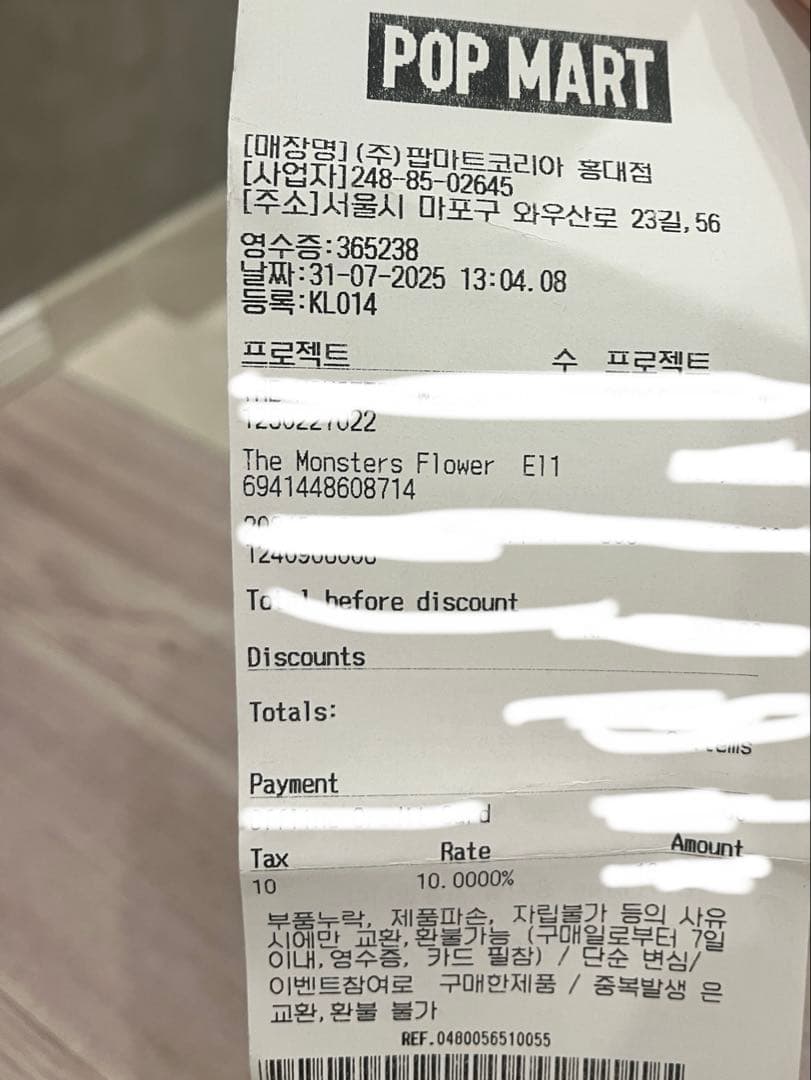 POP MART
[매장명](주)팝마트코리아 홍대점
[사업자]248-85-02645
[주소]서울시 마포구 와우산로 23길,56
영수증:365238
날짜:31-07-2025 13:04.08
등록:KL014
프로젝트 수 프로젝트
The Monsters Flower Ell
6941448608714
before discount
Discounts
Totals:
Payment
Tax Rate Amount
10 10.0000%
부품누락, 제품파손, 자립불가 등의 사유
시에만 교환,환불가능 (구매일로부터 7일
이내,영수증, 카드 필참) / 단순 변심/
이벤트참여로 구매한제품 / 중복발생 은
교환,환불 불가
REF.0480056510055